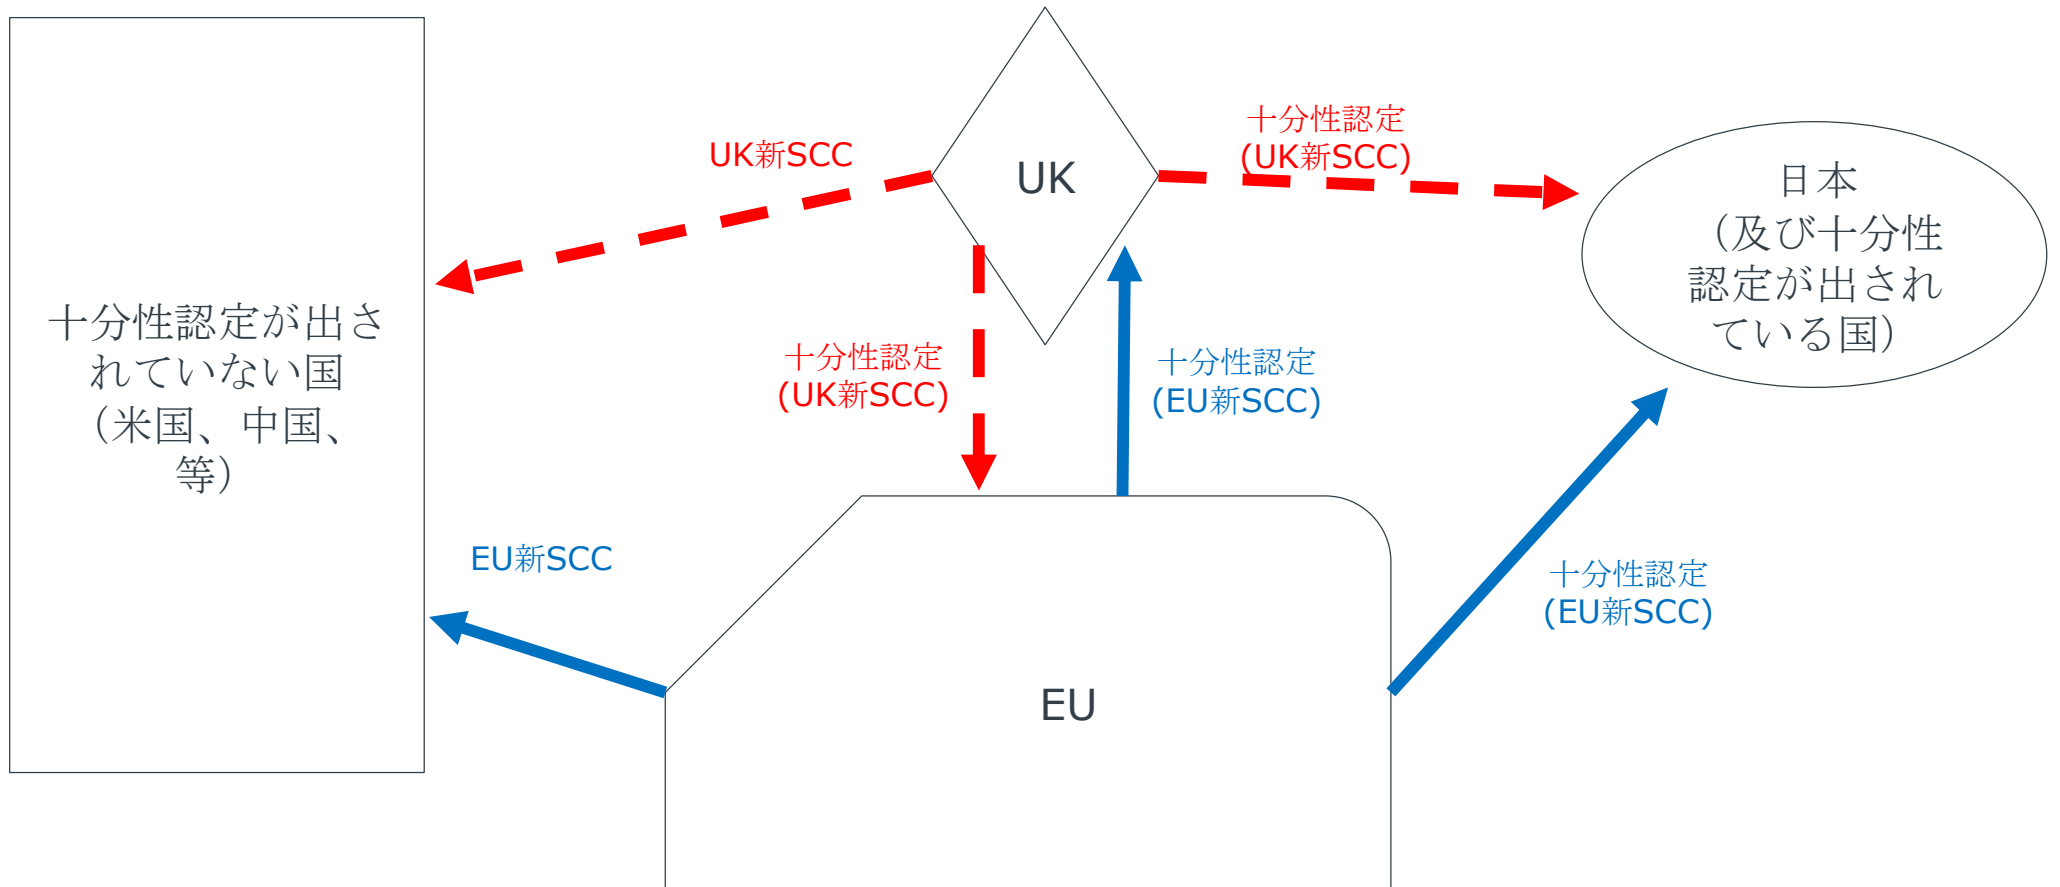 十分性認定が出さ
れていない国
（米国、中国、
等）
UK新SCC
UK
十分性認定
(UK新SCC)
日本
（及び十分性
認定が出され
ている国）
十分性認定
(UK新SCC)
十分性認定
(EU新SCC)
EU新SCC
十分性認定
(EU新SCC)
EU